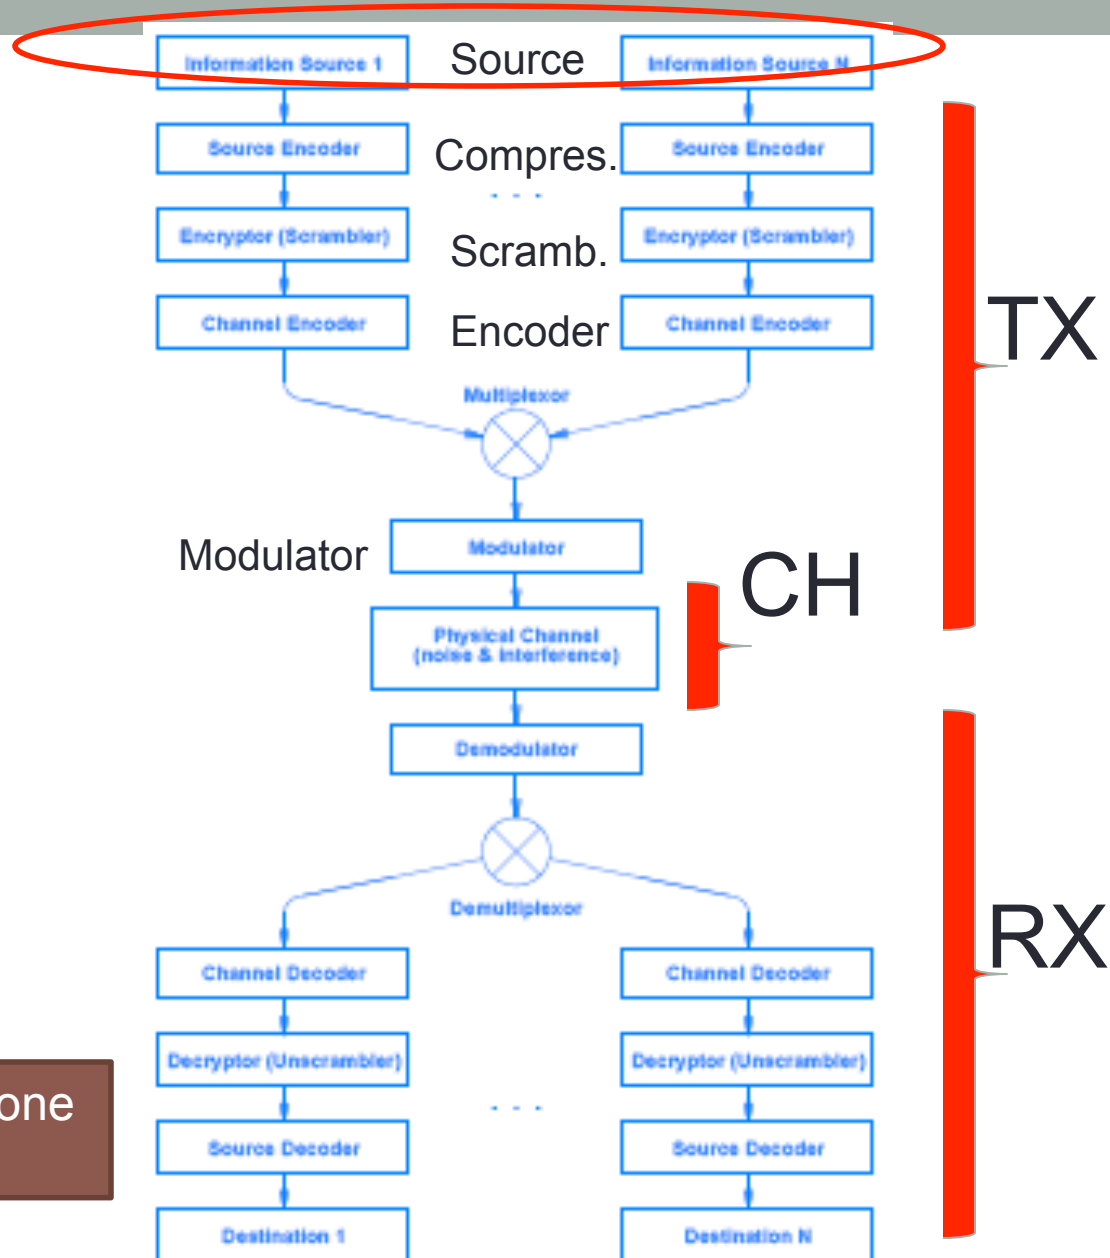 Information Source 1
Source
Information Source N
Source Encoder
Compres.
Source Encoder
. . .
Encryptor (Scrambler)
Scramb.
Encryptor (Scrambler)
Channel Encoder
Encoder
Channel Encoder
TX
Multiplexor
Modulator
Modulator
CH
Physical Channel
(noise & interference)
Demodulator
Demultiplexor
RX
Channel Decoder
Channel Decoder
Decryptor (Unscrambler)
Decryptor (Unscrambler)
one
. . .
Source Decoder
Source Decoder
Destination 1
Destination N